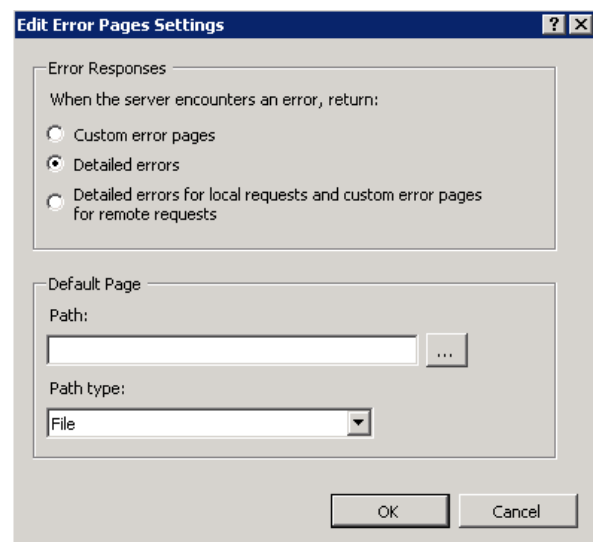 Edit Error Pages Settings
Error Responses
When the server encounters an error, return:
Custom error pages
Detailed errors
Detailed errors for local requests and custom error pages
for remote requests
Default Page
Path:
...
Path type:
File
OK
Cancel